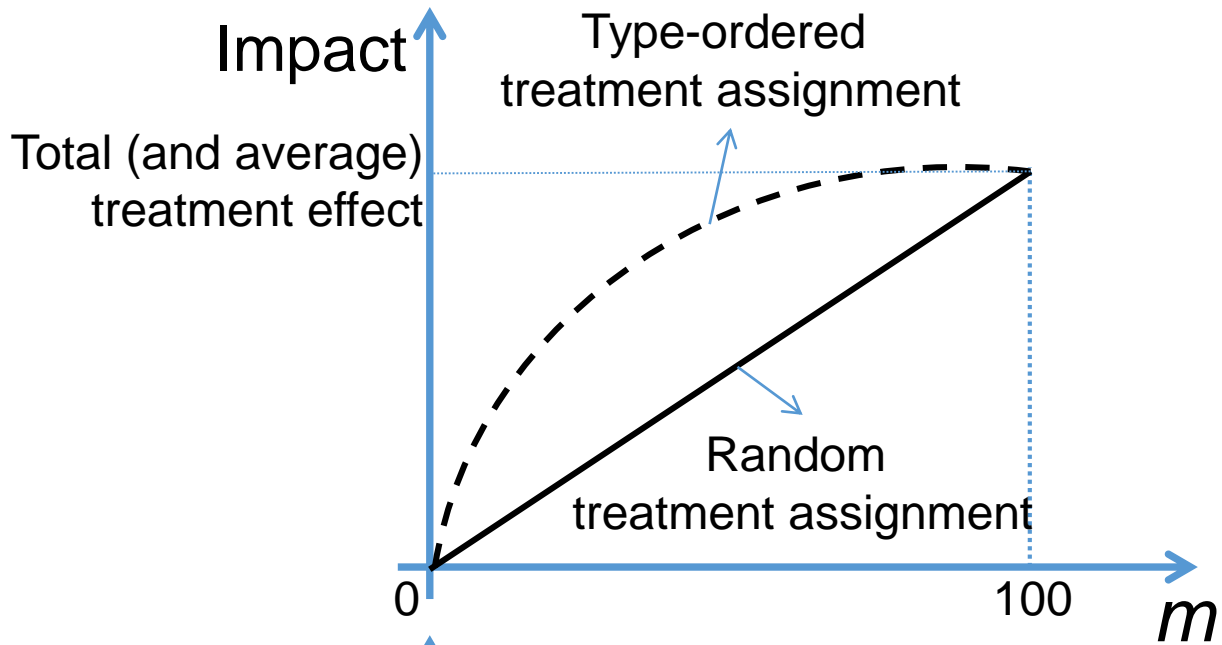 Impact
Type-ordered
treatment assignment
Total (and average)
treatment effect
Random
treatment assignment
0
100
m